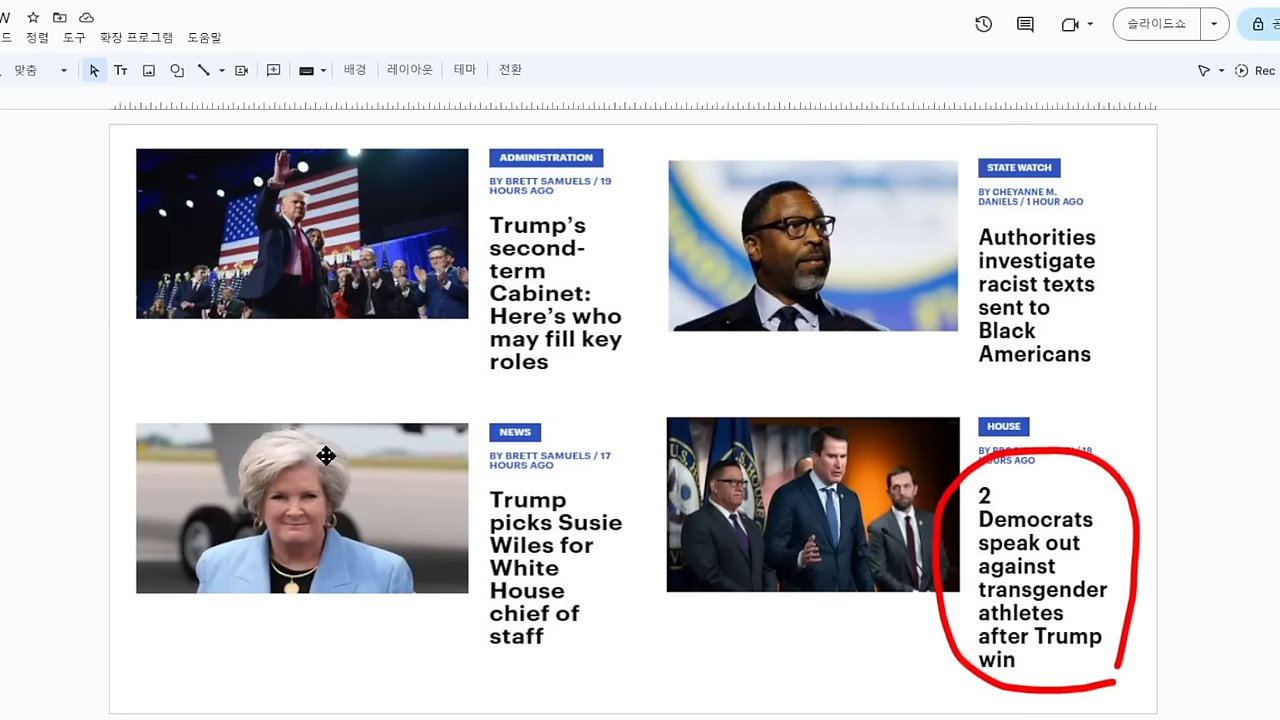 W
드 정렬 도구 확장 프로그램 도움말
슬라이드쇼
맞춤
배경 레이아웃 테마 전환
Rec
ADMINISTRATION
BY BRETT SAMUELS / 19
HOURS AGO
Trump’s
second-
term
Cabinet:
Here’s who
may fill key
roles
STATE WATCH
BY CHEYANNE M.
DANIELS / 1 HOUR AGO
Authorities
investigate
racist texts
sent to
Black
Americans
NEWS
BY BRETT SAMUELS / 17
HOURS AGO
Trump
picks Susie
Wiles for
White
House
chief of
staff
HOUSE
HOURS AGO
2
Democrats
speak out
against
transgender
athletes
after Trump
win